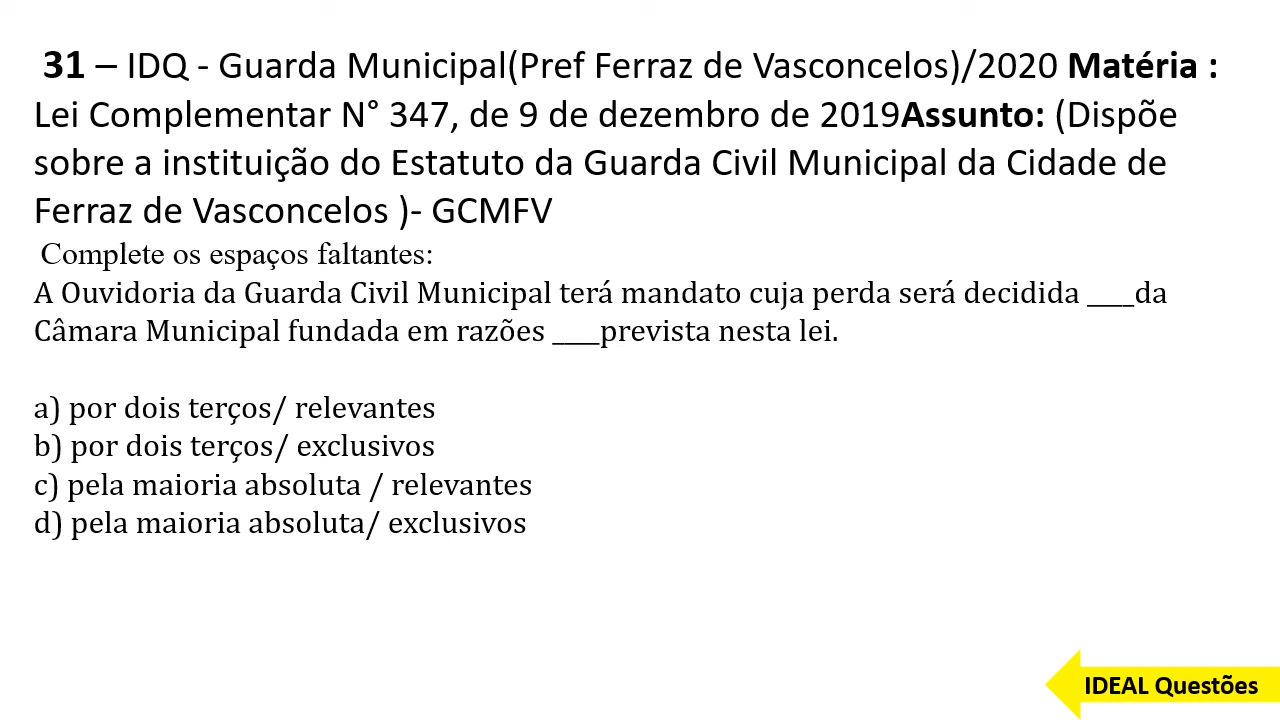 31 – IDQ - Guarda Municipal(Pref Ferraz de Vasconcelos)/2020 Matéria :
Lei Complementar N° 347, de 9 de dezembro de 2019Assunto: (Dispõe
sobre a instituição do Estatuto da Guarda Civil Municipal da Cidade de
Ferraz de Vasconcelos )- GCMFV
Complete os espaços faltantes:
A Ouvidoria da Guarda Civil Municipal terá mandato cuja perda será decidida ____da
Câmara Municipal fundada em razões ____prevista nesta lei.
a) por dois terços/ relevantes
b) por dois terços/ exclusivos
c) pela maioria absoluta / relevantes
d) pela maioria absoluta/ exclusivos
IDEAL Questões